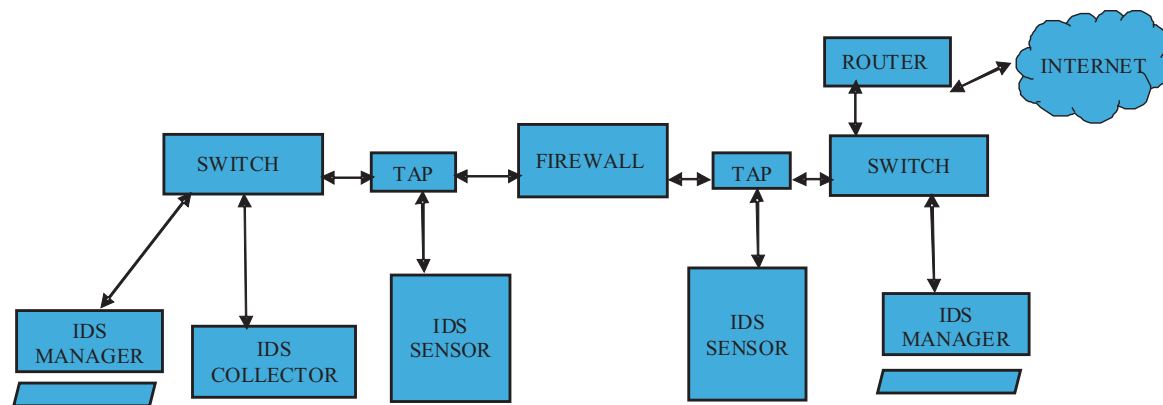 ROUTER
INTERNET
SWITCH
TAP
FIREWALL
TAP
SWITCH
IDS
MANAGER
IDS
COLLECTOR
IDS
SENSOR
IDS
SENSOR
IDS
MANAGER